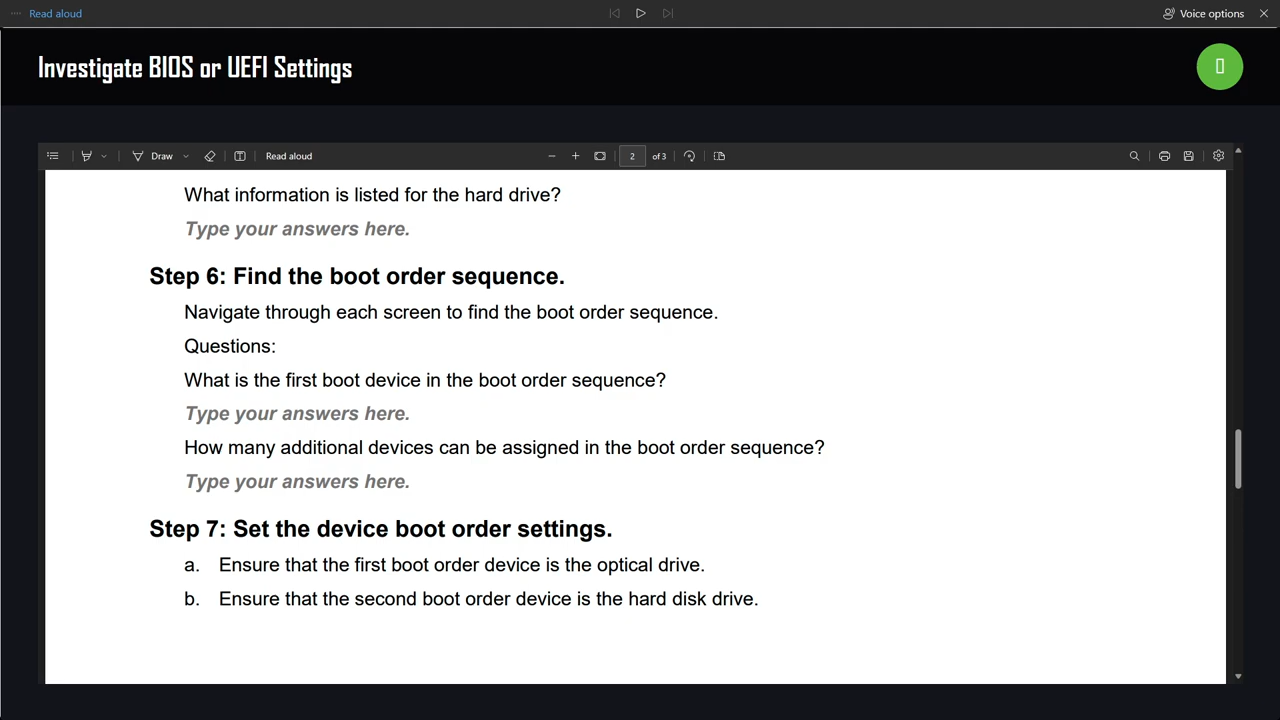 Read aloud
Voice options
Investigate BIOS or UEFI Settings
Draw
Read aloud
2 of 3
What information is listed for the hard drive?
Type your answers here.
Step 6: Find the boot order sequence.
Navigate through each screen to find the boot order sequence.
Questions:
What is the first boot device in the boot order sequence?
Type your answers here.
How many additional devices can be assigned in the boot order sequence?
Type your answers here.
Step 7: Set the device boot order settings.
a. Ensure that the first boot order device is the optical drive.
b. Ensure that the second boot order device is the hard disk drive.